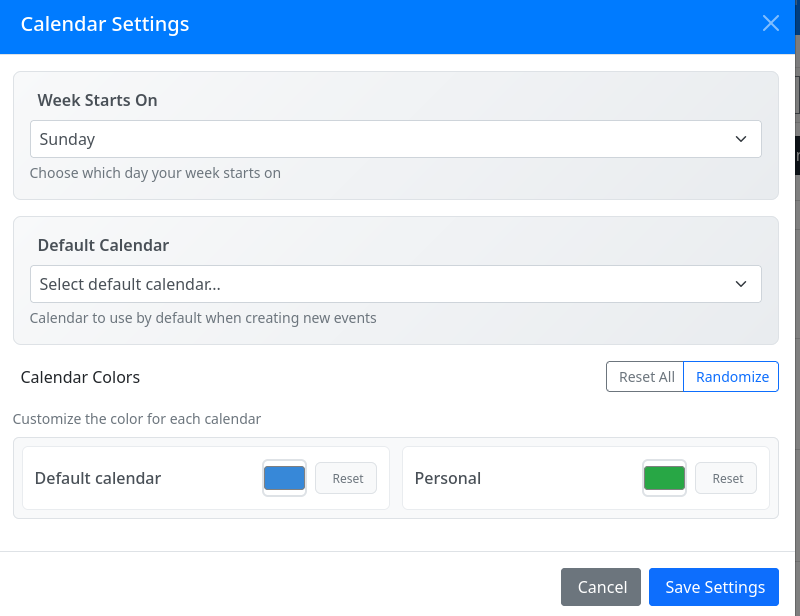 Calendar Settings
Week Starts On
Sunday
Choose which day your week starts on
Default Calendar
Select default calendar...
Calendar to use by default when creating new events
Calendar Colors
Reset All
Randomize
Customize the color for each calendar
Default calendar
Reset
Personal
Reset
Cancel
Save Settings